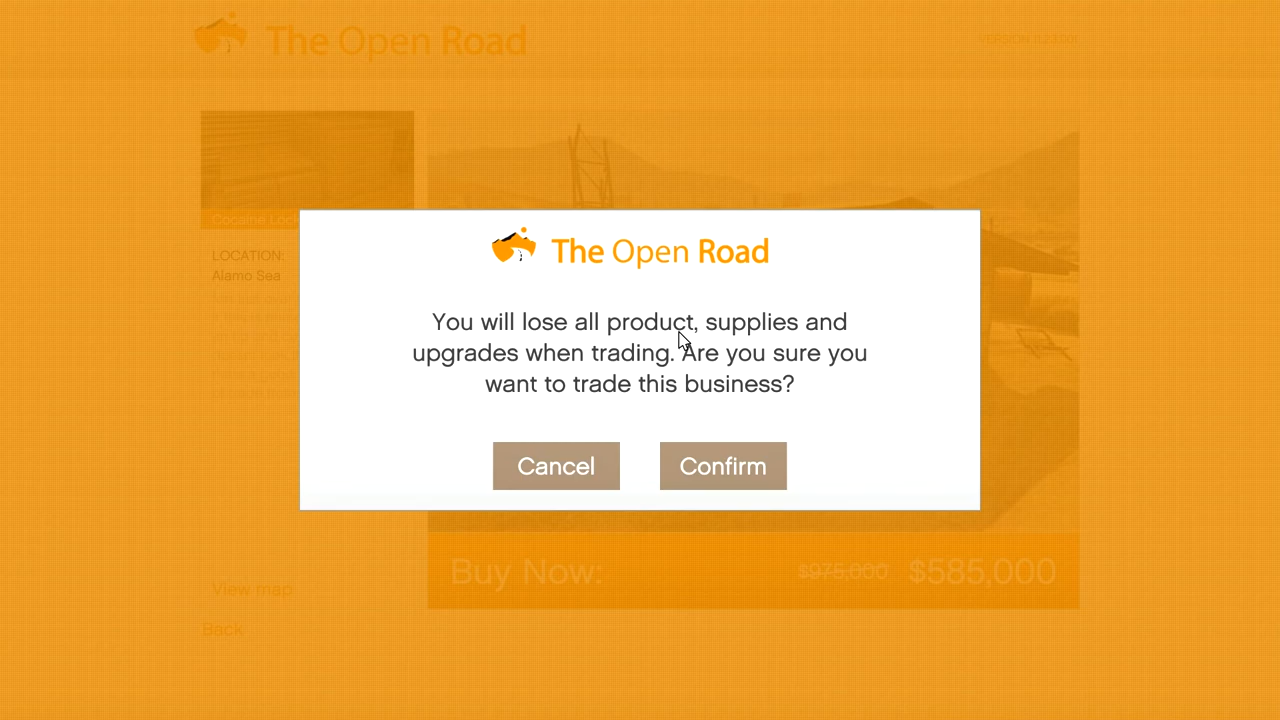 The Open Road
Cocaine Loc
LOCATION:
Alamo Sea
The Open Road
You will lose all product, supplies and
upgrades when trading. Are you sure you
want to trade this business?
Cancel
Confirm
Buy Now:
$975,000
$585,000
View map
Back